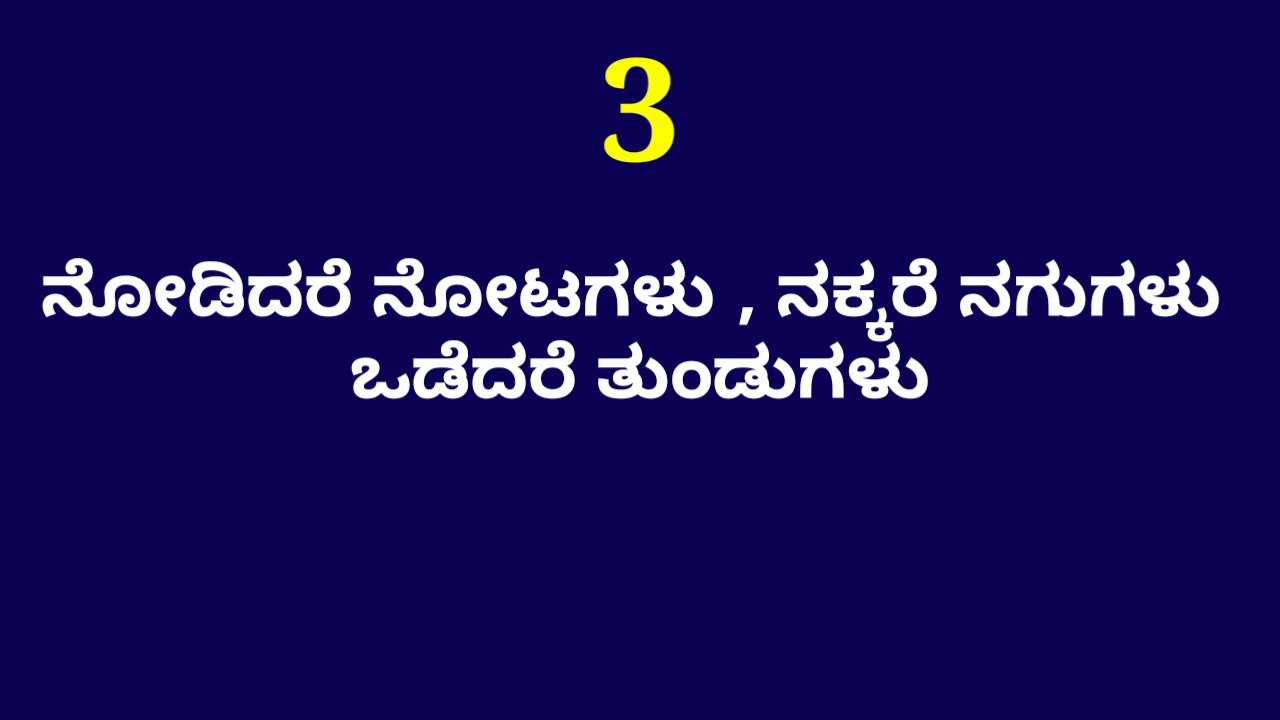 3
ನೋಡಿದರೆ ನೋಟಗಳು , ನಕ್ಕರೆ ನಗುಗಳು
ಒಡೆದರೆ ತುಂಡುಗಳು